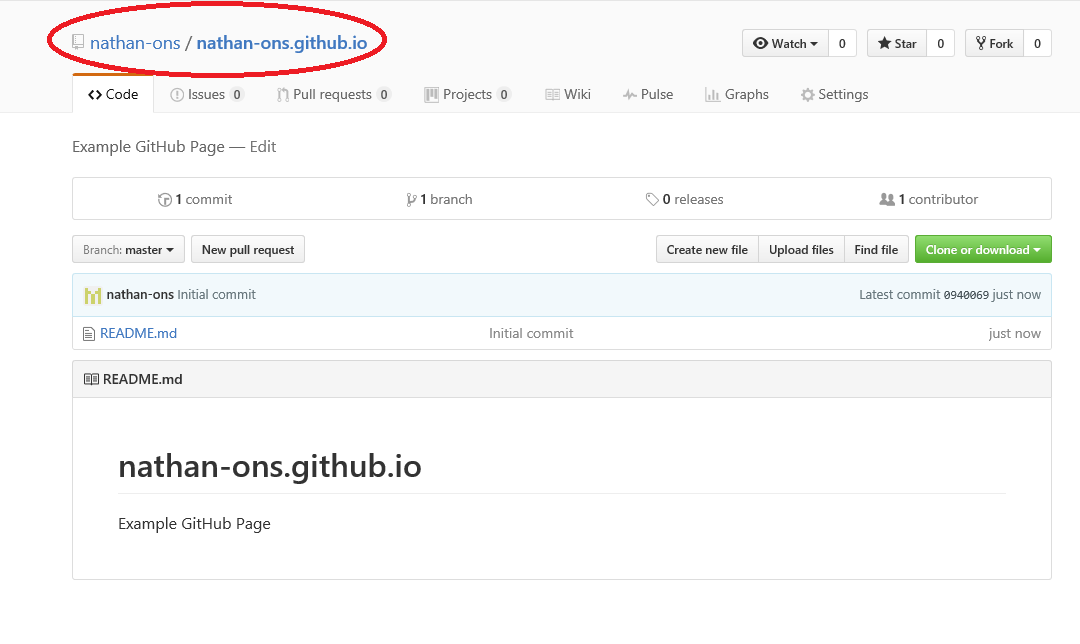 nathan-ons / nathan-ons.github.io
Watch 0 Star 0 Fork 0
Code Issues 0 Pull requests 0 Projects 0 Wiki Pulse Graphs Settings
Example GitHub Page — Edit
1 commit 1 branch 0 releases 1 contributor
Branch: master New pull request Create new file Upload files Find file Clone or download
nathan-ons Initial commit Latest commit 0940069 just now
README.md Initial commit just now
README.md
nathan-ons.github.io
Example GitHub Page